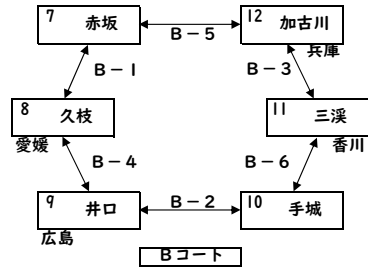 7 赤坂
12 加古川
兵庫
B-5
B-1
B-3
8 久枝
愛媛
11 三渓
香川
B-4
B-6
9 井口
広島
B-2
10 手城
Bコート